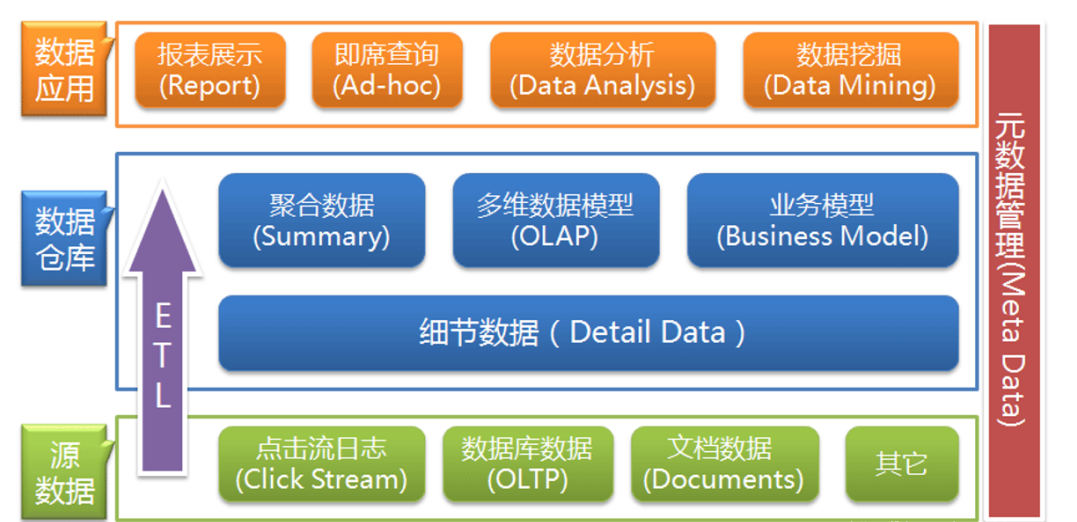 数据
应用
报表展示
(Report)
即席查询
(Ad-hoc)
数据分析
(Data Analysis)
数据挖掘
(Data Mining)
数据
仓库
聚合数据
(Summary)
多维数据模型
(OLAP)
业务模型
(Business Model)
细节数据（Detail Data）
ETL
源
数据
点击流日志
(Click Stream)
数据库数据
(OLTP)
文档数据
(Documents)
其它
元数据管理(Meta Data)